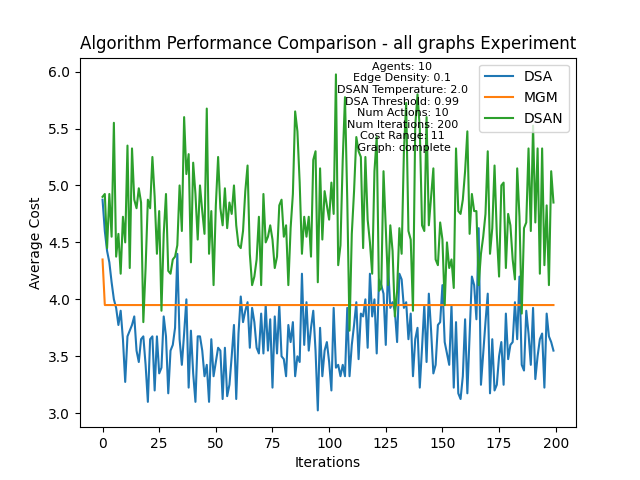 Algorithm Performance Comparison - all graphs Experiment
Agents: 10
Edge Density: 0.1
DSAN Temperature: 2.0
DSA Threshold: 0.99
Num Actions: 10
Num Iterations: 200
Cost Range: 11
Graph: complete
DSA
MGM
DSAN
Average Cost
6.0
5.5
5.0
4.5
4.0
3.5
3.0
0 25 50 75 100 125 150 175 200
Iterations